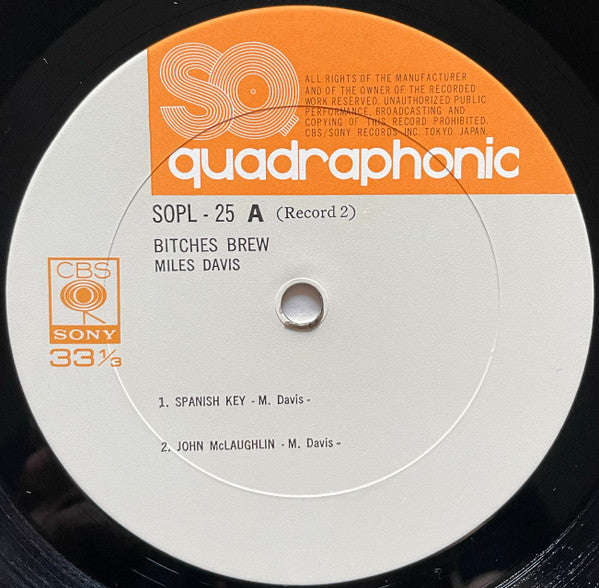 SQ
ALL RIGHTS OF THE MANUFACTURER
AND OF THE OWNER OF THE RECORDED
WORK RESERVED. UNAUTHORIZED PUBLIC
PERFORMANCE, BROADCASTING AND
COPYING OF THIS RECORD PROHIBITED.
CBS/SONY RECORDS INC. TOKYO. JAPAN.
quadraphonic
SOPL - 25 A (Record 2)
BITCHES BREW
MILES DAVIS
CBS
SONY
33 1/3
1. SPANISH KEY - M. Davis -
2. JOHN McLAUGHLIN - M. Davis -